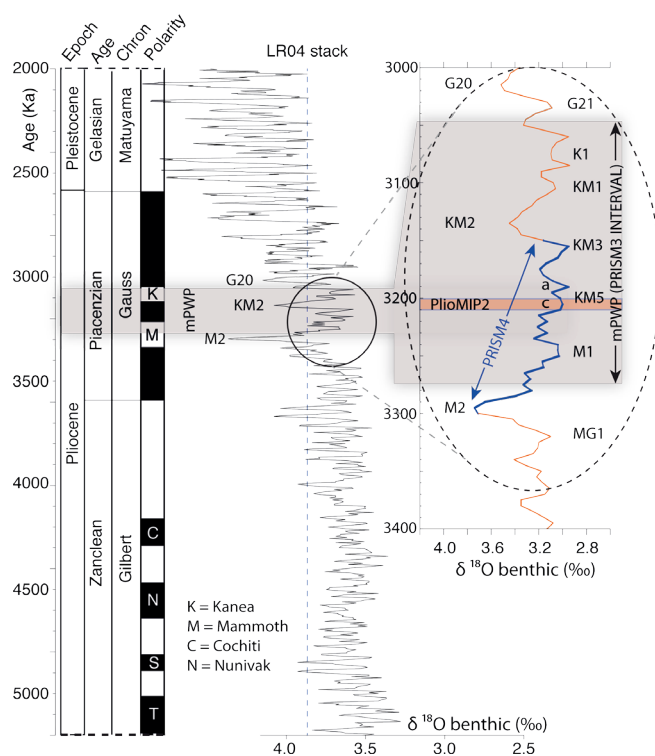 Epoch
Age
Chron
Polarity
LR04 stack
Age (Ka)
2000
2500
3000
3500
4000
4500
5000
Pleistocene
Pliocene
Gelasian
Piacenzian
Zanclean
Matuyama
Gauss
Gilbert
K
M
C
N
S
T
mPWP
G20
KM2
M2
K = Kanea
M = Mammoth
C = Cochiti
N = Nunivak
4.0 3.5 3.0 2.5
δ ¹⁸O benthic (‰)
3000
3100
3200
3300
3400
G20
G21
K1
KM1
KM2
KM3
a
KM5
PlioMIP2
c
PRISM4
M1
M2
MG1
mPWP (PRISM3 INTERVAL)
4.0 3.6 3.2 2.8
δ ¹⁸O benthic (‰)